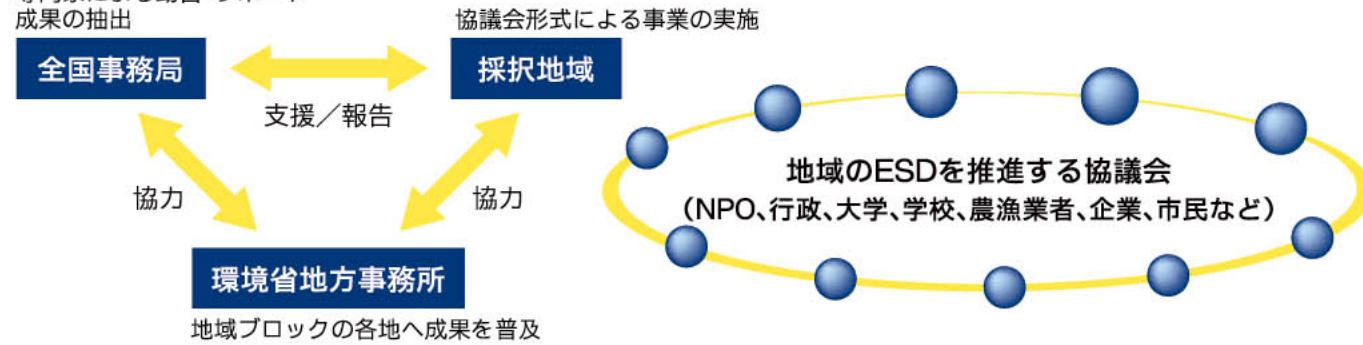 成果の抽出
協議会形式による事業の実施
全国事務局
採択地域
支援／報告
協力
協力
環境省地方事務所
地域ブロックの各地へ成果を普及
地域のESDを推進する協議会
（NPO、行政、大学、学校、農漁業者、企業、市民など）